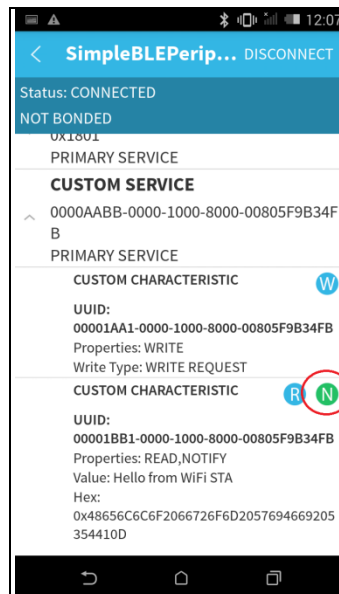 12:07
SimpleBLEPerip... DISCONNECT
Status: CONNECTED
NOT BONDED
0x1801
PRIMARY SERVICE
CUSTOM SERVICE
0000AABB-0000-1000-8000-00805F9B34F
B
PRIMARY SERVICE
CUSTOM CHARACTERISTIC W
UUID:
00001AA1-0000-1000-8000-00805F9B34FB
Properties: WRITE
Write Type: WRITE REQUEST
CUSTOM CHARACTERISTIC R N
UUID:
00001BB1-0000-1000-8000-00805F9B34FB
Properties: READ,NOTIFY
Value: Hello from WiFi STA
Hex:
0x48656C6C6F2066726F6D2057694669205
354410D